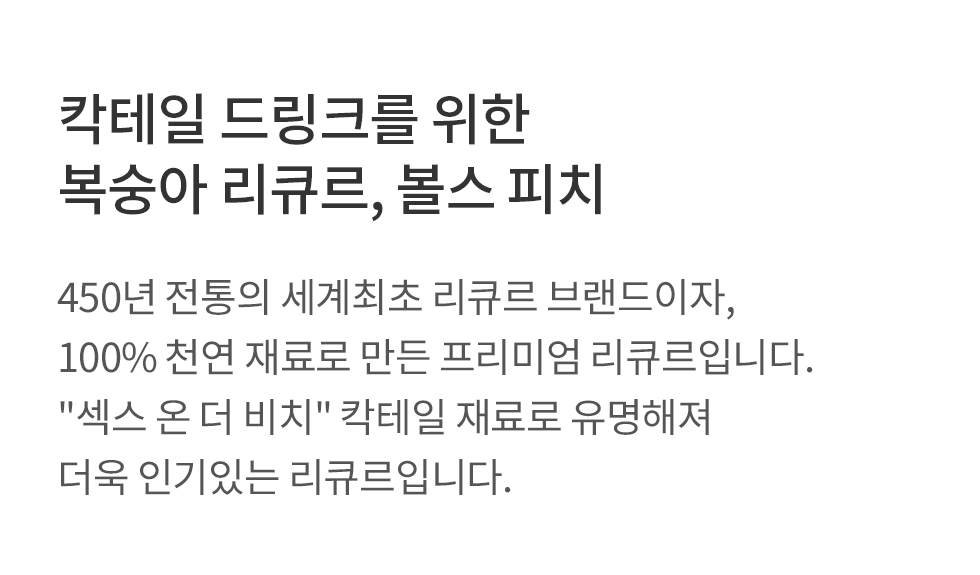 칵테일 드링크를 위한
복숭아 리큐르, 볼스 피치
450년 전통의 세계최초 리큐르 브랜드이자,
100% 천연 재료로 만든 프리미엄 리큐르입니다.
"섹스 온 더 비치" 칵테일 재료로 유명해져
더욱 인기있는 리큐르입니다.